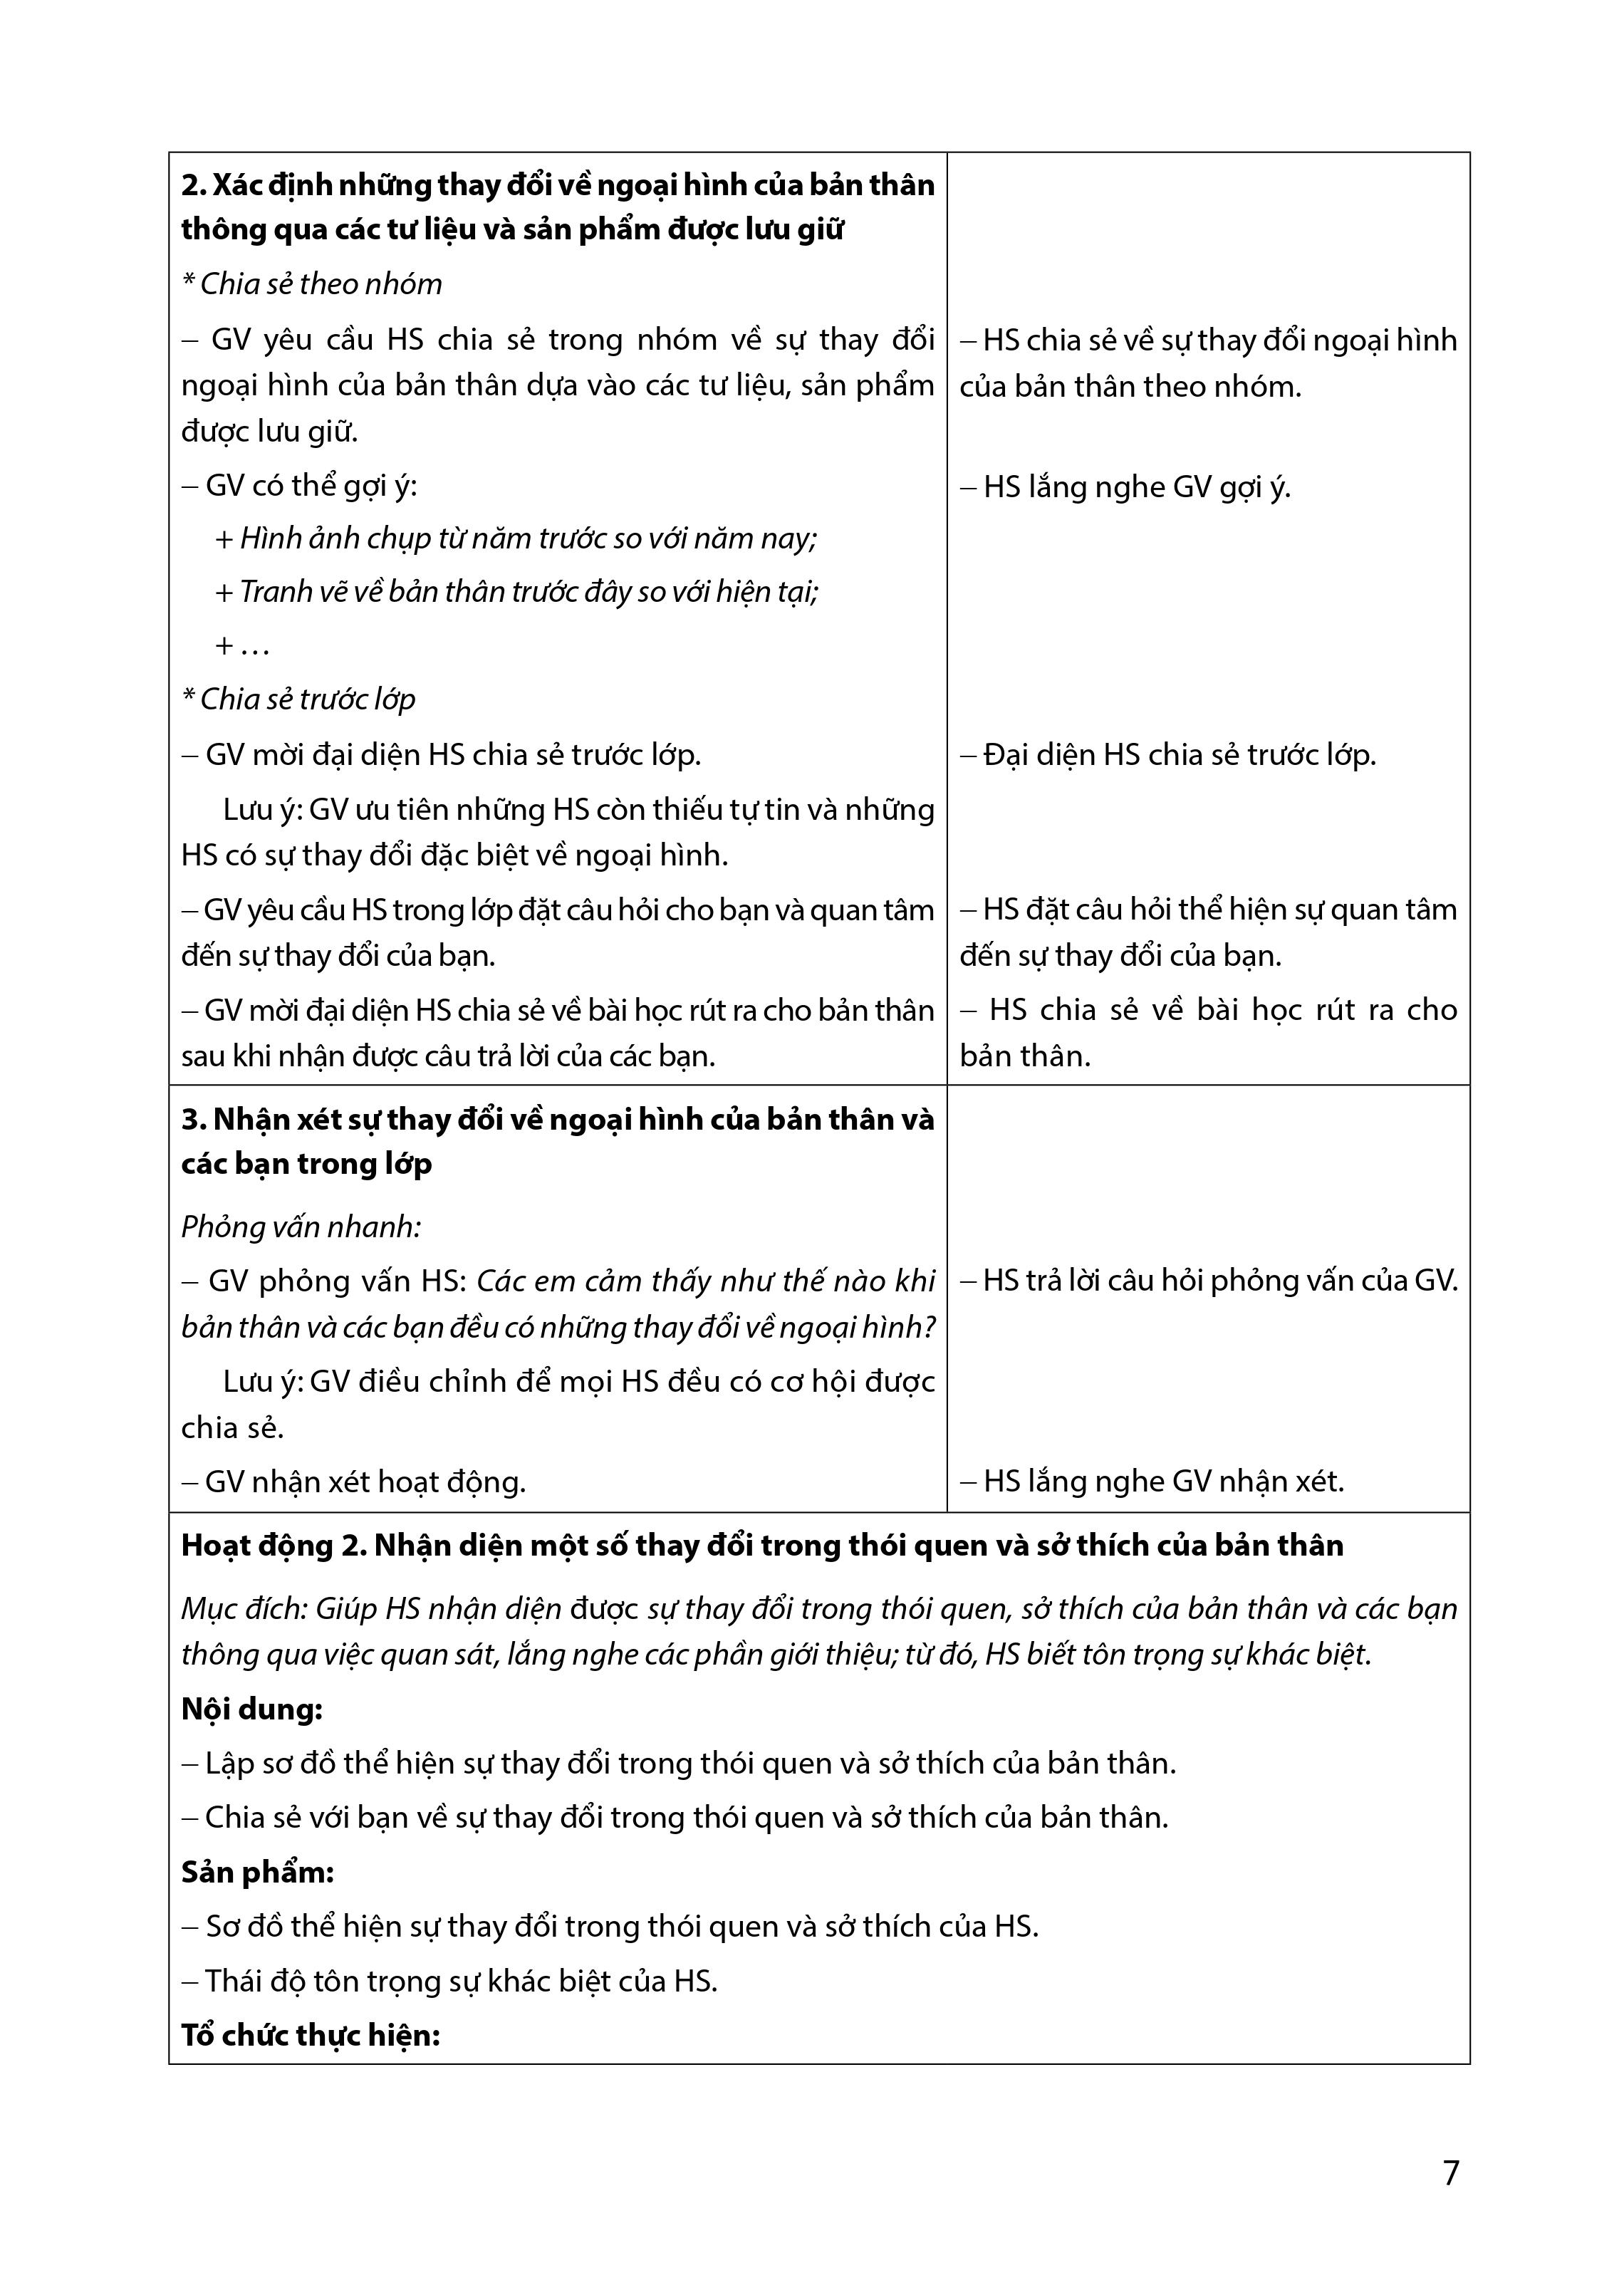 2. Xác định những thay đổi về ngoại hình của bản thân
thông qua các tư liệu và sản phẩm được lưu giữ
* Chia sẻ theo nhóm
– GV yêu cầu HS chia sẻ trong nhóm về sự thay đổi
ngoại hình của bản thân dựa vào các tư liệu, sản phẩm
được lưu giữ.
– HS chia sẻ về sự thay đổi ngoại hình
của bản thân theo nhóm.
– GV có thể gợi ý:
– HS lắng nghe GV gợi ý.
+ Hình ảnh chụp từ năm trước so với năm nay;
+ Tranh vẽ về bản thân trước đây so với hiện tại;
+ …
* Chia sẻ trước lớp
– GV mời đại diện HS chia sẻ trước lớp.
– Đại diện HS chia sẻ trước lớp.
Lưu ý: GV ưu tiên những HS còn thiếu tự tin và những
HS có sự thay đổi đặc biệt về ngoại hình.
– GV yêu cầu HS trong lớp đặt câu hỏi cho bạn và quan tâm
đến sự thay đổi của bạn.
– HS đặt câu hỏi thể hiện sự quan tâm
đến sự thay đổi của bạn.
– GV mời đại diện HS chia sẻ về bài học rút ra cho bản thân
sau khi nhận được câu trả lời của các bạn.
– HS chia sẻ về bài học rút ra cho
bản thân.
3. Nhận xét sự thay đổi về ngoại hình của bản thân và
các bạn trong lớp
Phỏng vấn nhanh:
– GV phỏng vấn HS: Các em cảm thấy như thế nào khi
bản thân và các bạn đều có những thay đổi về ngoại hình?
– HS trả lời câu hỏi phỏng vấn của GV.
Lưu ý: GV điều chỉnh để mọi HS đều có cơ hội được
chia sẻ.
– GV nhận xét hoạt động.
– HS lắng nghe GV nhận xét.
Hoạt động 2. Nhận diện một số thay đổi trong thói quen và sở thích của bản thân
Mục đích: Giúp HS nhận diện được sự thay đổi trong thói quen, sở thích của bản thân và các bạn
thông qua việc quan sát, lắng nghe các phần giới thiệu; từ đó, HS biết tôn trọng sự khác biệt.
Nội dung:
– Lập sơ đồ thể hiện sự thay đổi trong thói quen và sở thích của bản thân.
– Chia sẻ với bạn về sự thay đổi trong thói quen và sở thích của bản thân.
Sản phẩm:
– Sơ đồ thể hiện sự thay đổi trong thói quen và sở thích của HS.
– Thái độ tôn trọng sự khác biệt của HS.
Tổ chức thực hiện:
7